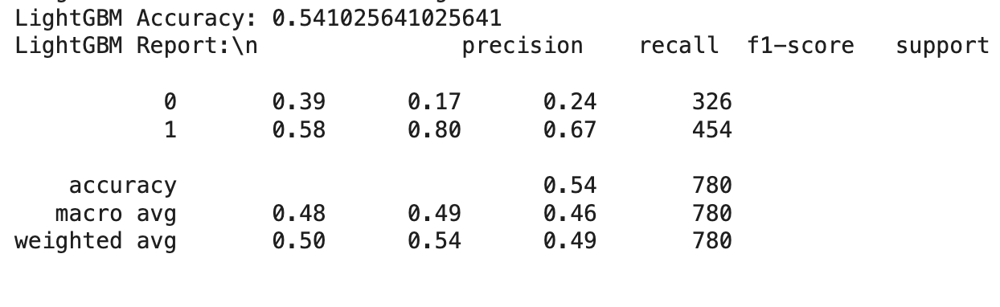 LightGBM Accuracy: 0.541025641025641
LightGBM Report:\n               precision    recall  f1-score   support

           0       0.39      0.17      0.24       326
           1       0.58      0.80      0.67       454

    accuracy                           0.54       780
   macro avg       0.48      0.49      0.46       780
weighted avg       0.50      0.54      0.49       780